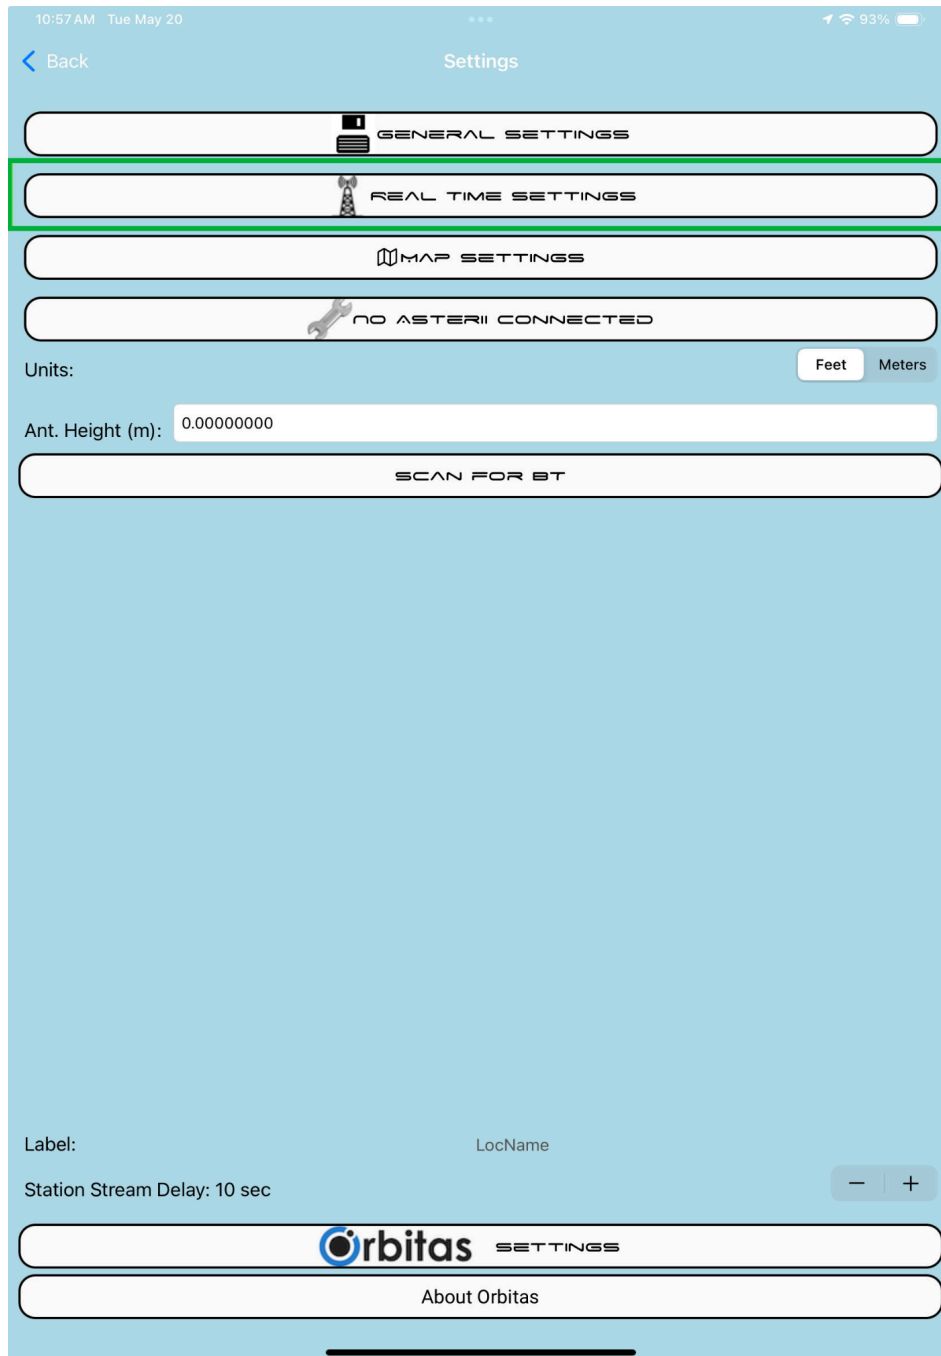 10:57 AM Tue May 20
93%
Back
Settings
GENERAL SETTINGS
REAL TIME SETTINGS
MAP SETTINGS
NO ASTERII CONNECTED
Units:
Feet Meters
Ant. Height (m): 0.00000000
SCAN FOR BT
Label: LocName
Station Stream Delay: 10 sec
− +
Orbitas SETTINGS
About Orbitas